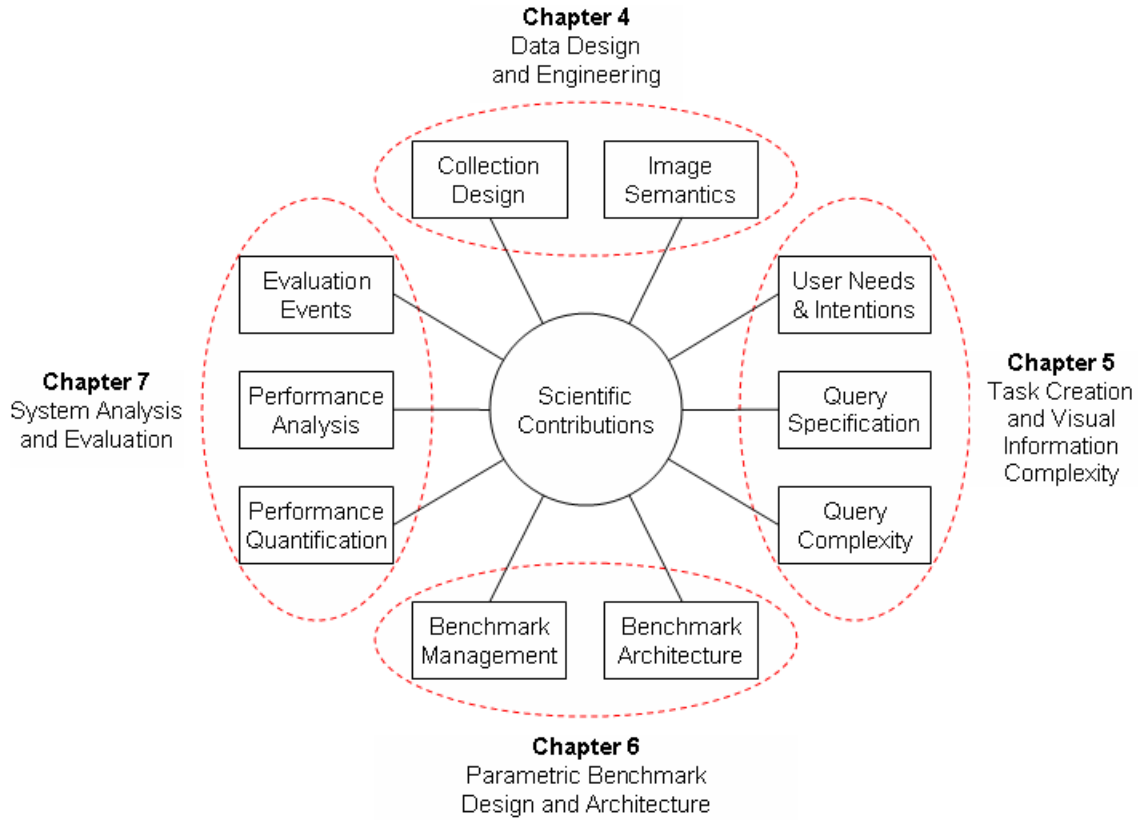 Chapter 4
Data Design
and Engineering
Collection
Design
Image
Semantics
Evaluation
Events
User Needs
& Intentions
Chapter 7
System Analysis
and Evaluation
Performance
Analysis
Scientific
Contributions
Query
Specification
Chapter 5
Task Creation
and Visual
Information
Complexity
Performance
Quantification
Query
Complexity
Benchmark
Management
Benchmark
Architecture
Chapter 6
Parametric Benchmark
Design and Architecture